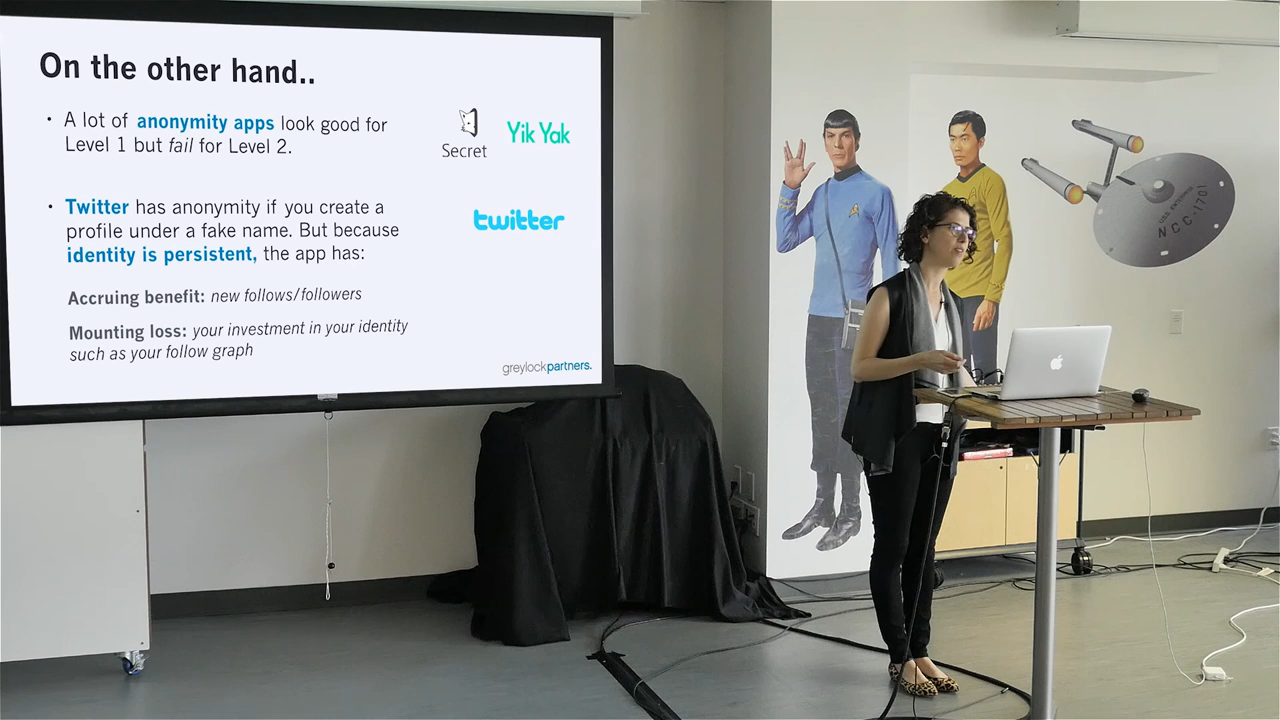 On the other hand..
• A lot of anonymity apps look good for
Level 1 but fail for Level 2.
Secret
Yik Yak
• Twitter has anonymity if you create a
profile under a fake name. But because
identity is persistent, the app has:
twitter
Accruing benefit: new follows/followers
Mounting loss: your investment in your identity
such as your follow graph
greylockpartners.
USS ENTERPRISE
NCC-1701